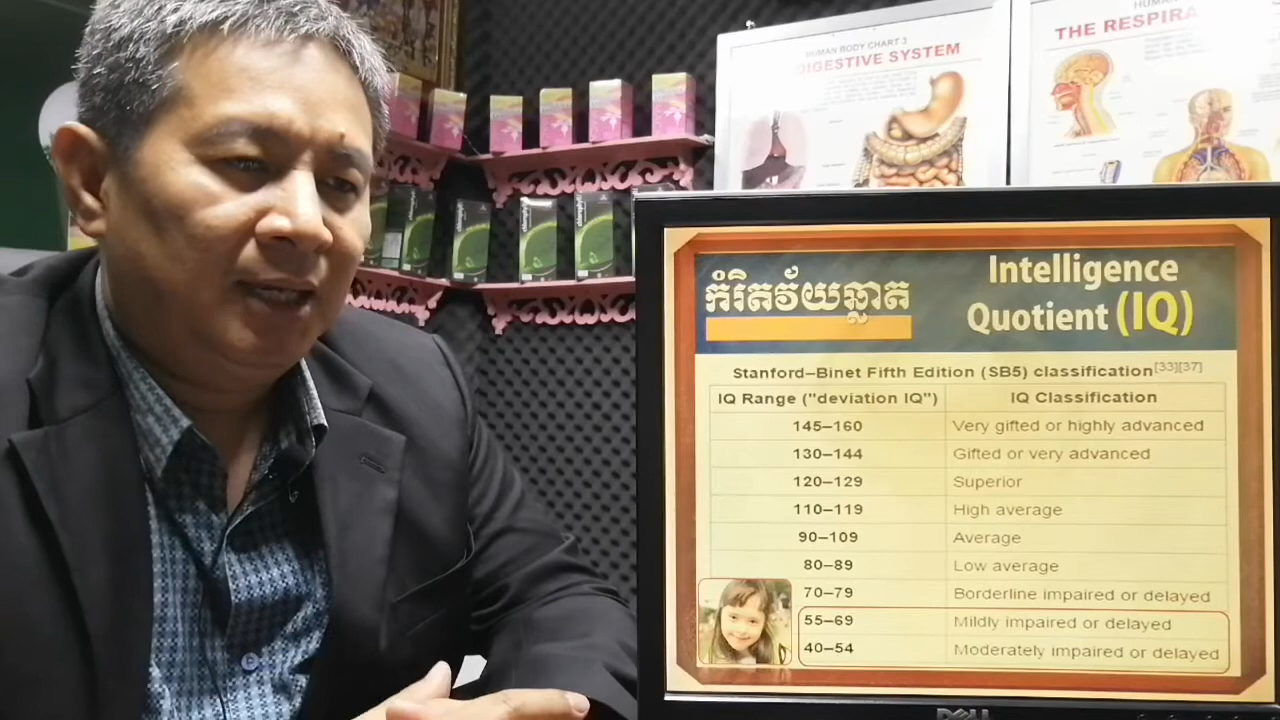 HUMAN BODY CHART 3
DIGESTIVE SYSTEM
HUMAN
THE RESPIRA
កំរិតវ័យឆ្លាត
Intelligence
Quotient (IQ)
Stanford–Binet Fifth Edition (SB5) classification[33][37]
IQ Range ("deviation IQ") IQ Classification
145–160 Very gifted or highly advanced
130–144 Gifted or very advanced
120–129 Superior
110–119 High average
90–109 Average
80–89 Low average
70–79 Borderline impaired or delayed
55–69 Mildly impaired or delayed
40–54 Moderately impaired or delayed
DELL